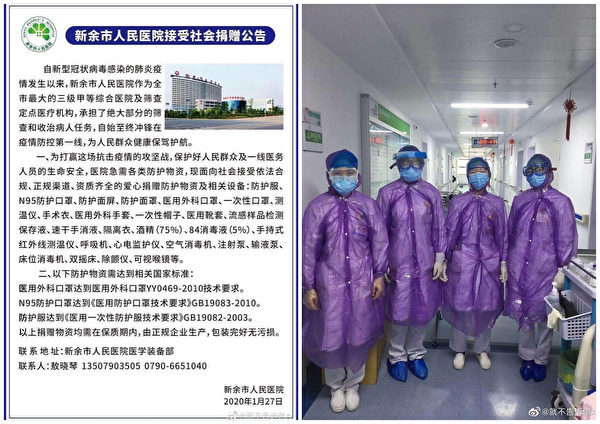 新余市人民医院接受社会捐赠公告
自新型冠状病毒感染的肺炎疫
情发生以来,新余市人民医院作为全
市最大的三级甲等综合医院及筛查
定点医疗机构,承担了绝大部分的筛
查和收治病人任务,自始至终冲锋在
疫情防控第一线,为人民群众健康保驾护航。
一、为打赢这场抗击疫情的攻坚战,保护好人民群众及一线医务
人员的生命安全,医院急需各类防护物资,现面向社会接受依法合
规、正规渠道、资质齐全的爱心捐赠防护物资及相关设备:防护服、
N95防护口罩、防护面屏、防护面罩、医用外科口罩、一次性口罩、测
温仪、手术衣、医用外科手套、一次性帽子、医用靴套、流感样品检测
保存液、速干手消液、隔离衣、酒精(75%)、84消毒液(5%)、手持式
红外线测温仪、呼吸机、心电监护仪、空气消毒机、注射泵、输液泵、
床位消毒机、双摇床、除颤仪、可视喉镜等。
二、以下防护物资需达到相关国家标准:
医用外科口罩达到医用外科口罩YY0469-2010技术要求。
N95防护口罩达到《医用防护口罩技术要求》GB19083-2010。
防护服达到《医用一次性防护服技术要求》GB19082-2003。
以上捐赠物资均需在保质期内,由正规企业生产,包装完好无污损。
联系地址:新余市人民医院医学装备部
联系人:敖晓琴 13507903505 0790-6651040
新余市人民医院
2020年1月27日